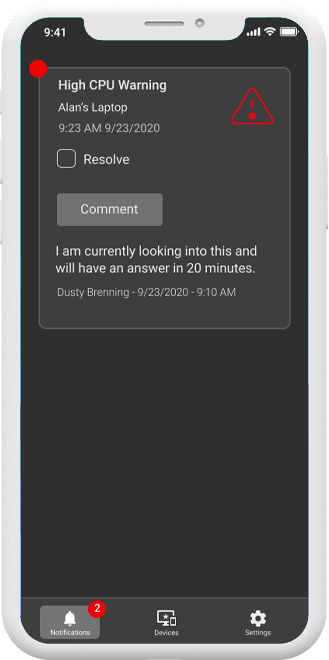 9:41
High CPU Warning
Alan's Laptop
9:23 AM 9/23/2020
Resolve
Comment
I am currently looking into this and
will have an answer in 20 minutes.
Dusty Brenning - 9/23/2020 - 9:10 AM
2
Notifications
Devices
Settings